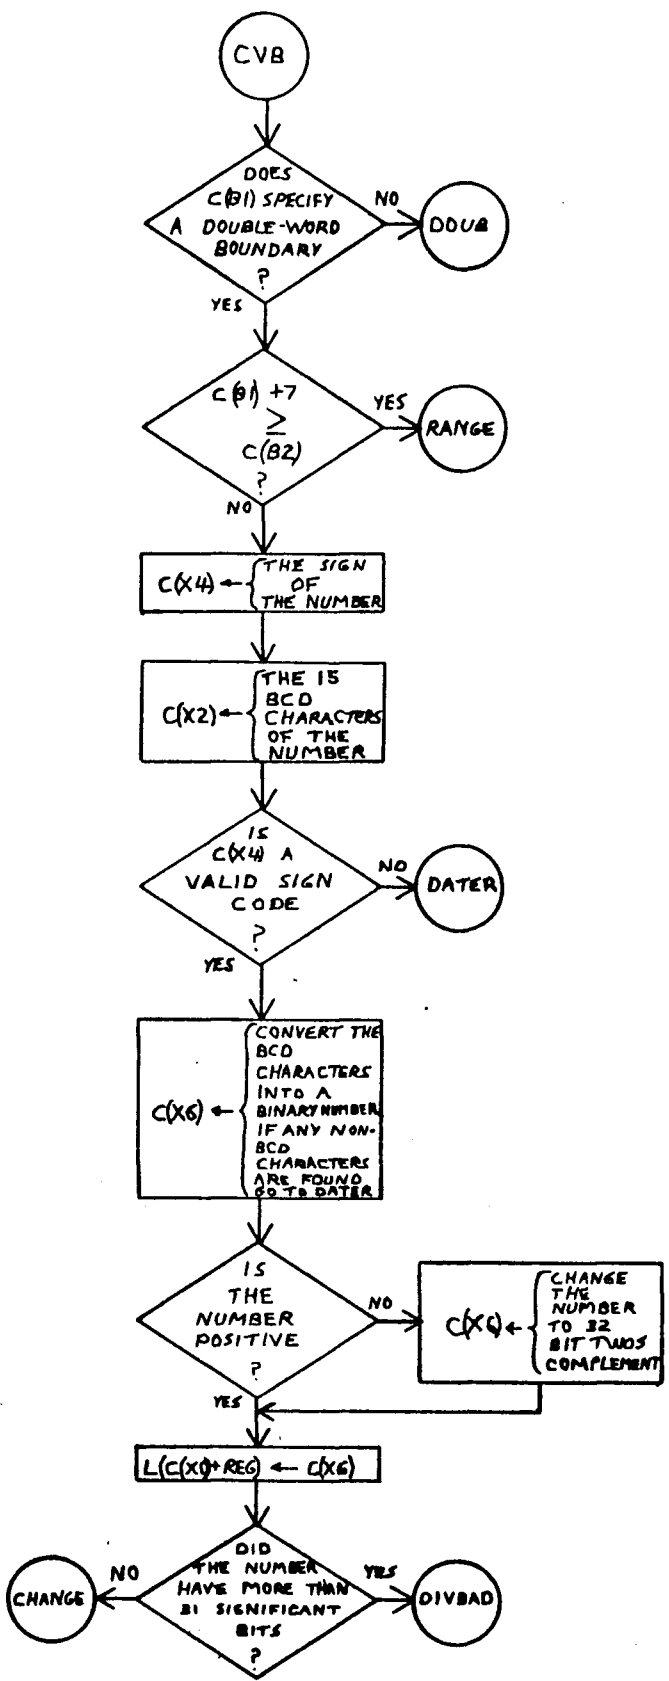 CVB
DOES
C(B1) SPECIFY
A DOUBLE-WORD
BOUNDARY
?
NO
DOUB
YES
C(B1) +7
≥
C(B2)
?
YES
RANGE
NO
C(X4) ←
THE SIGN
OF
THE NUMBER
C(X2) ←
THE 15
BCD
CHARACTERS
OF THE
NUMBER
IS
C(X4) A
VALID SIGN
CODE
?
NO
DATER
YES
C(X6) ←
CONVERT THE
BCD
CHARACTERS
INTO A
BINARY NUMBER
IF ANY NON-
BCD
CHARACTERS
ARE FOUND
GO TO DATER
IS
THE
NUMBER
POSITIVE
?
NO
C(X6) ←
CHANGE
THE
NUMBER
TO 32
BIT TWOS
COMPLEMENT
YES
L(C(X1)+REG) ← C(X6)
DID
THE NUMBER
HAVE MORE THAN
31 SIGNIFICANT
BITS
?
NO
CHANGE
YES
DIVBAD